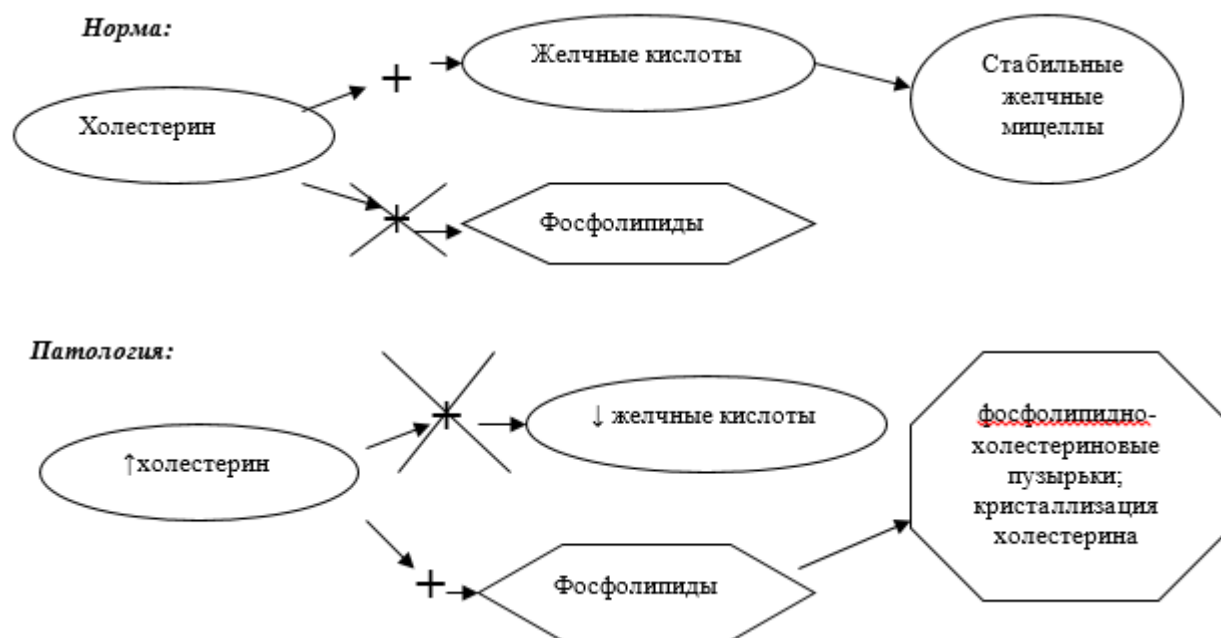 Норма:
Желчные кислоты
Стабильные
желчные
мицеллы
+
Холестерин
+
Фосфолипиды
Патология:
+
↓ желчные кислоты
↑холестерин
фосфолипидно-
холестериновые
пузырьки;
кристаллизация
холестерина
+
Фосфолипиды